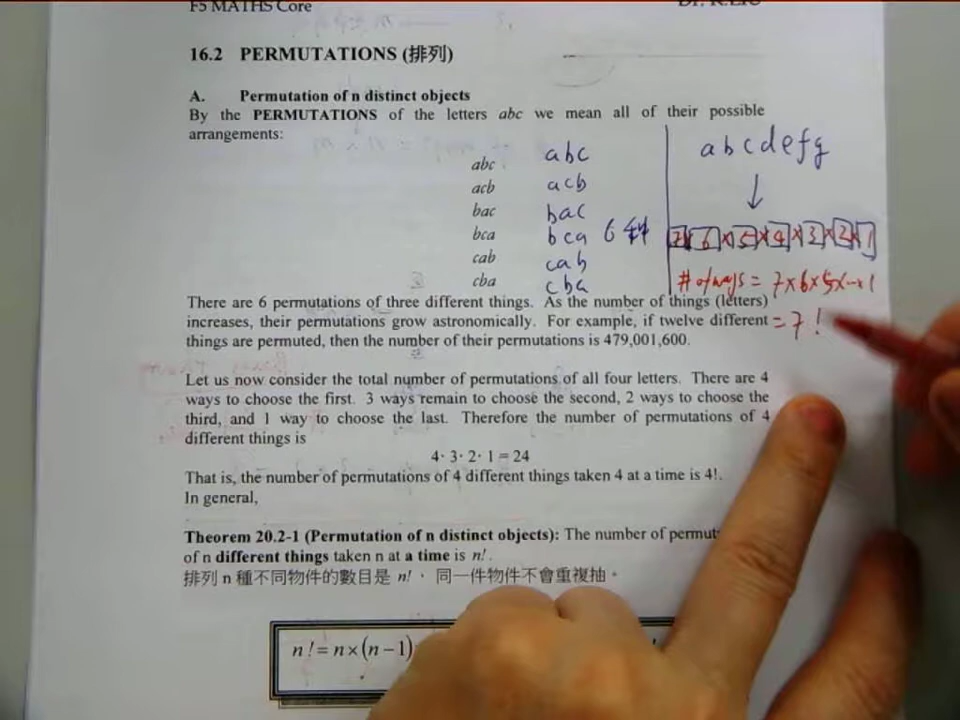 F5 MATHS Core
16.2 PERMUTATIONS (排列)
A. Permutation of n distinct objects
By the PERMUTATIONS of the letters abc we mean all of their possible
arrangements:
abc
acb
bac
bca
cab
cba
abc
acb
bac
bca 6 种
cab
cba
abcdefg
↓
7×6×5×4×3×2×1
# of ways = 7×6×5×···1
= 7!
There are 6 permutations of three different things. As the number of things (letters)
increases, their permutations grow astronomically. For example, if twelve different
things are permuted, then the number of their permutations is 479,001,600.
Let us now consider the total number of permutations of all four letters. There are 4
ways to choose the first. 3 ways remain to choose the second, 2 ways to choose the
third, and 1 way to choose the last. Therefore the number of permutations of 4
different things is
4· 3· 2· 1 = 24
That is, the number of permutations of 4 different things taken 4 at a time is 4!.
In general,
Theorem 20.2-1 (Permutation of n distinct objects): The number of permut
of n different things taken n at a time is n!.
排列 n 種不同物件的數目是 n!， 同一件物件不會重複抽。
n! = n×(n−1)